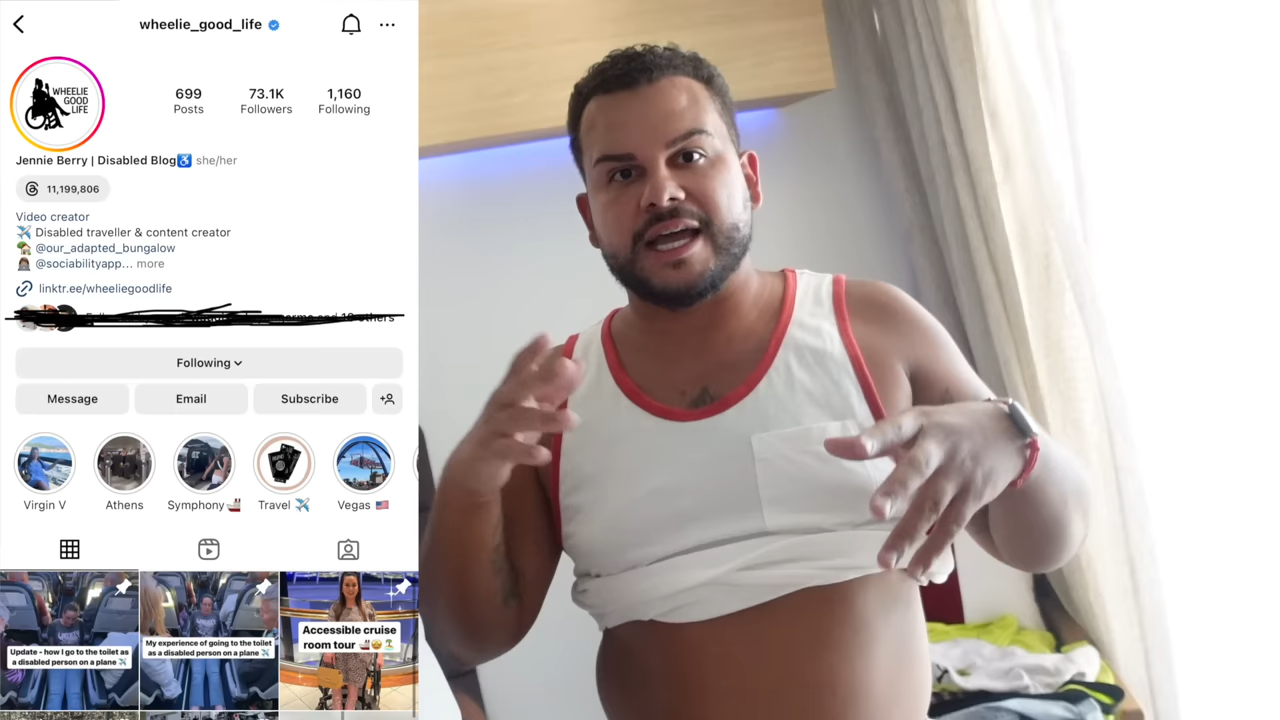 wheelie_good_life
WHEELIE
GOOD
LIFE
699
Posts
73.1K
Followers
1,160
Following
Jennie Berry | Disabled Blog♿ she/her
11,199,806
Video creator
✈️ Disabled traveller & content creator
🏡 @our_adapted_bungalow
@sociabilityapp... more
linktr.ee/wheeliegoodlife
others
Following
Message
Email
Subscribe
Virgin V
Athens
Symphony🚢
Travel ✈️
Vegas 🇺🇸
Update - how I go to the toilet as
a disabled person on a plane ✈️
My experience of going to the toilet
as a disabled person on a plane ✈️
Accessible cruise
room tour 🚢🤩🏝️